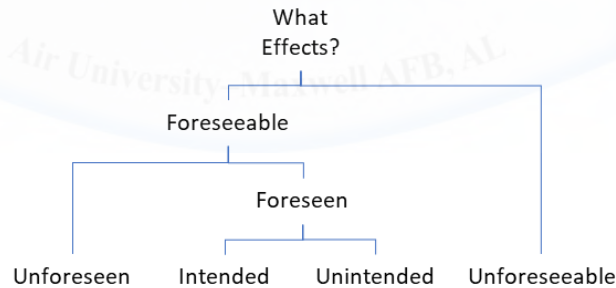 What
Effects?
Air University- Maxwell AFB, AL
Foreseeable
Foreseen
Unforeseen Intended Unintended Unforeseeable